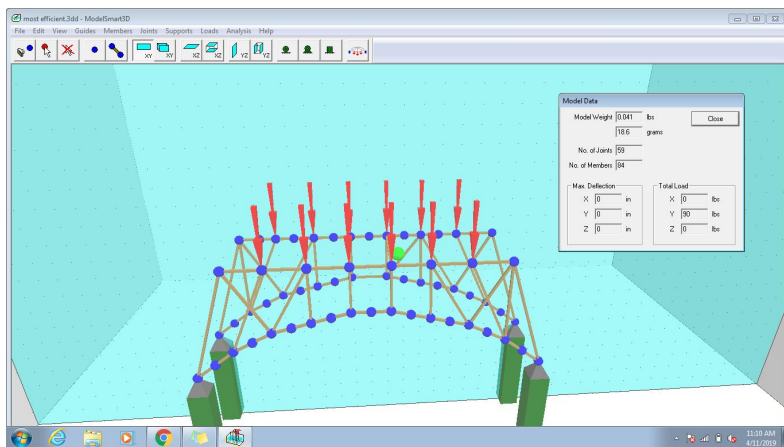 most efficient.3dd - ModelSmart3D
File Edit View Guides Members Joints Supports Loads Analysis Help
XY XY XZ XZ YZ YZ
Model Data
Model Weight 0.041 lbs Close
18.6 grams
No. of Joints 59
No. of Members 84
Max. Deflection Total Load
X 0 in X 0 lbs
Y 0 in Y 90 lbs
Z 0 in Z 0 lbs
11:10 AM
4/11/2019